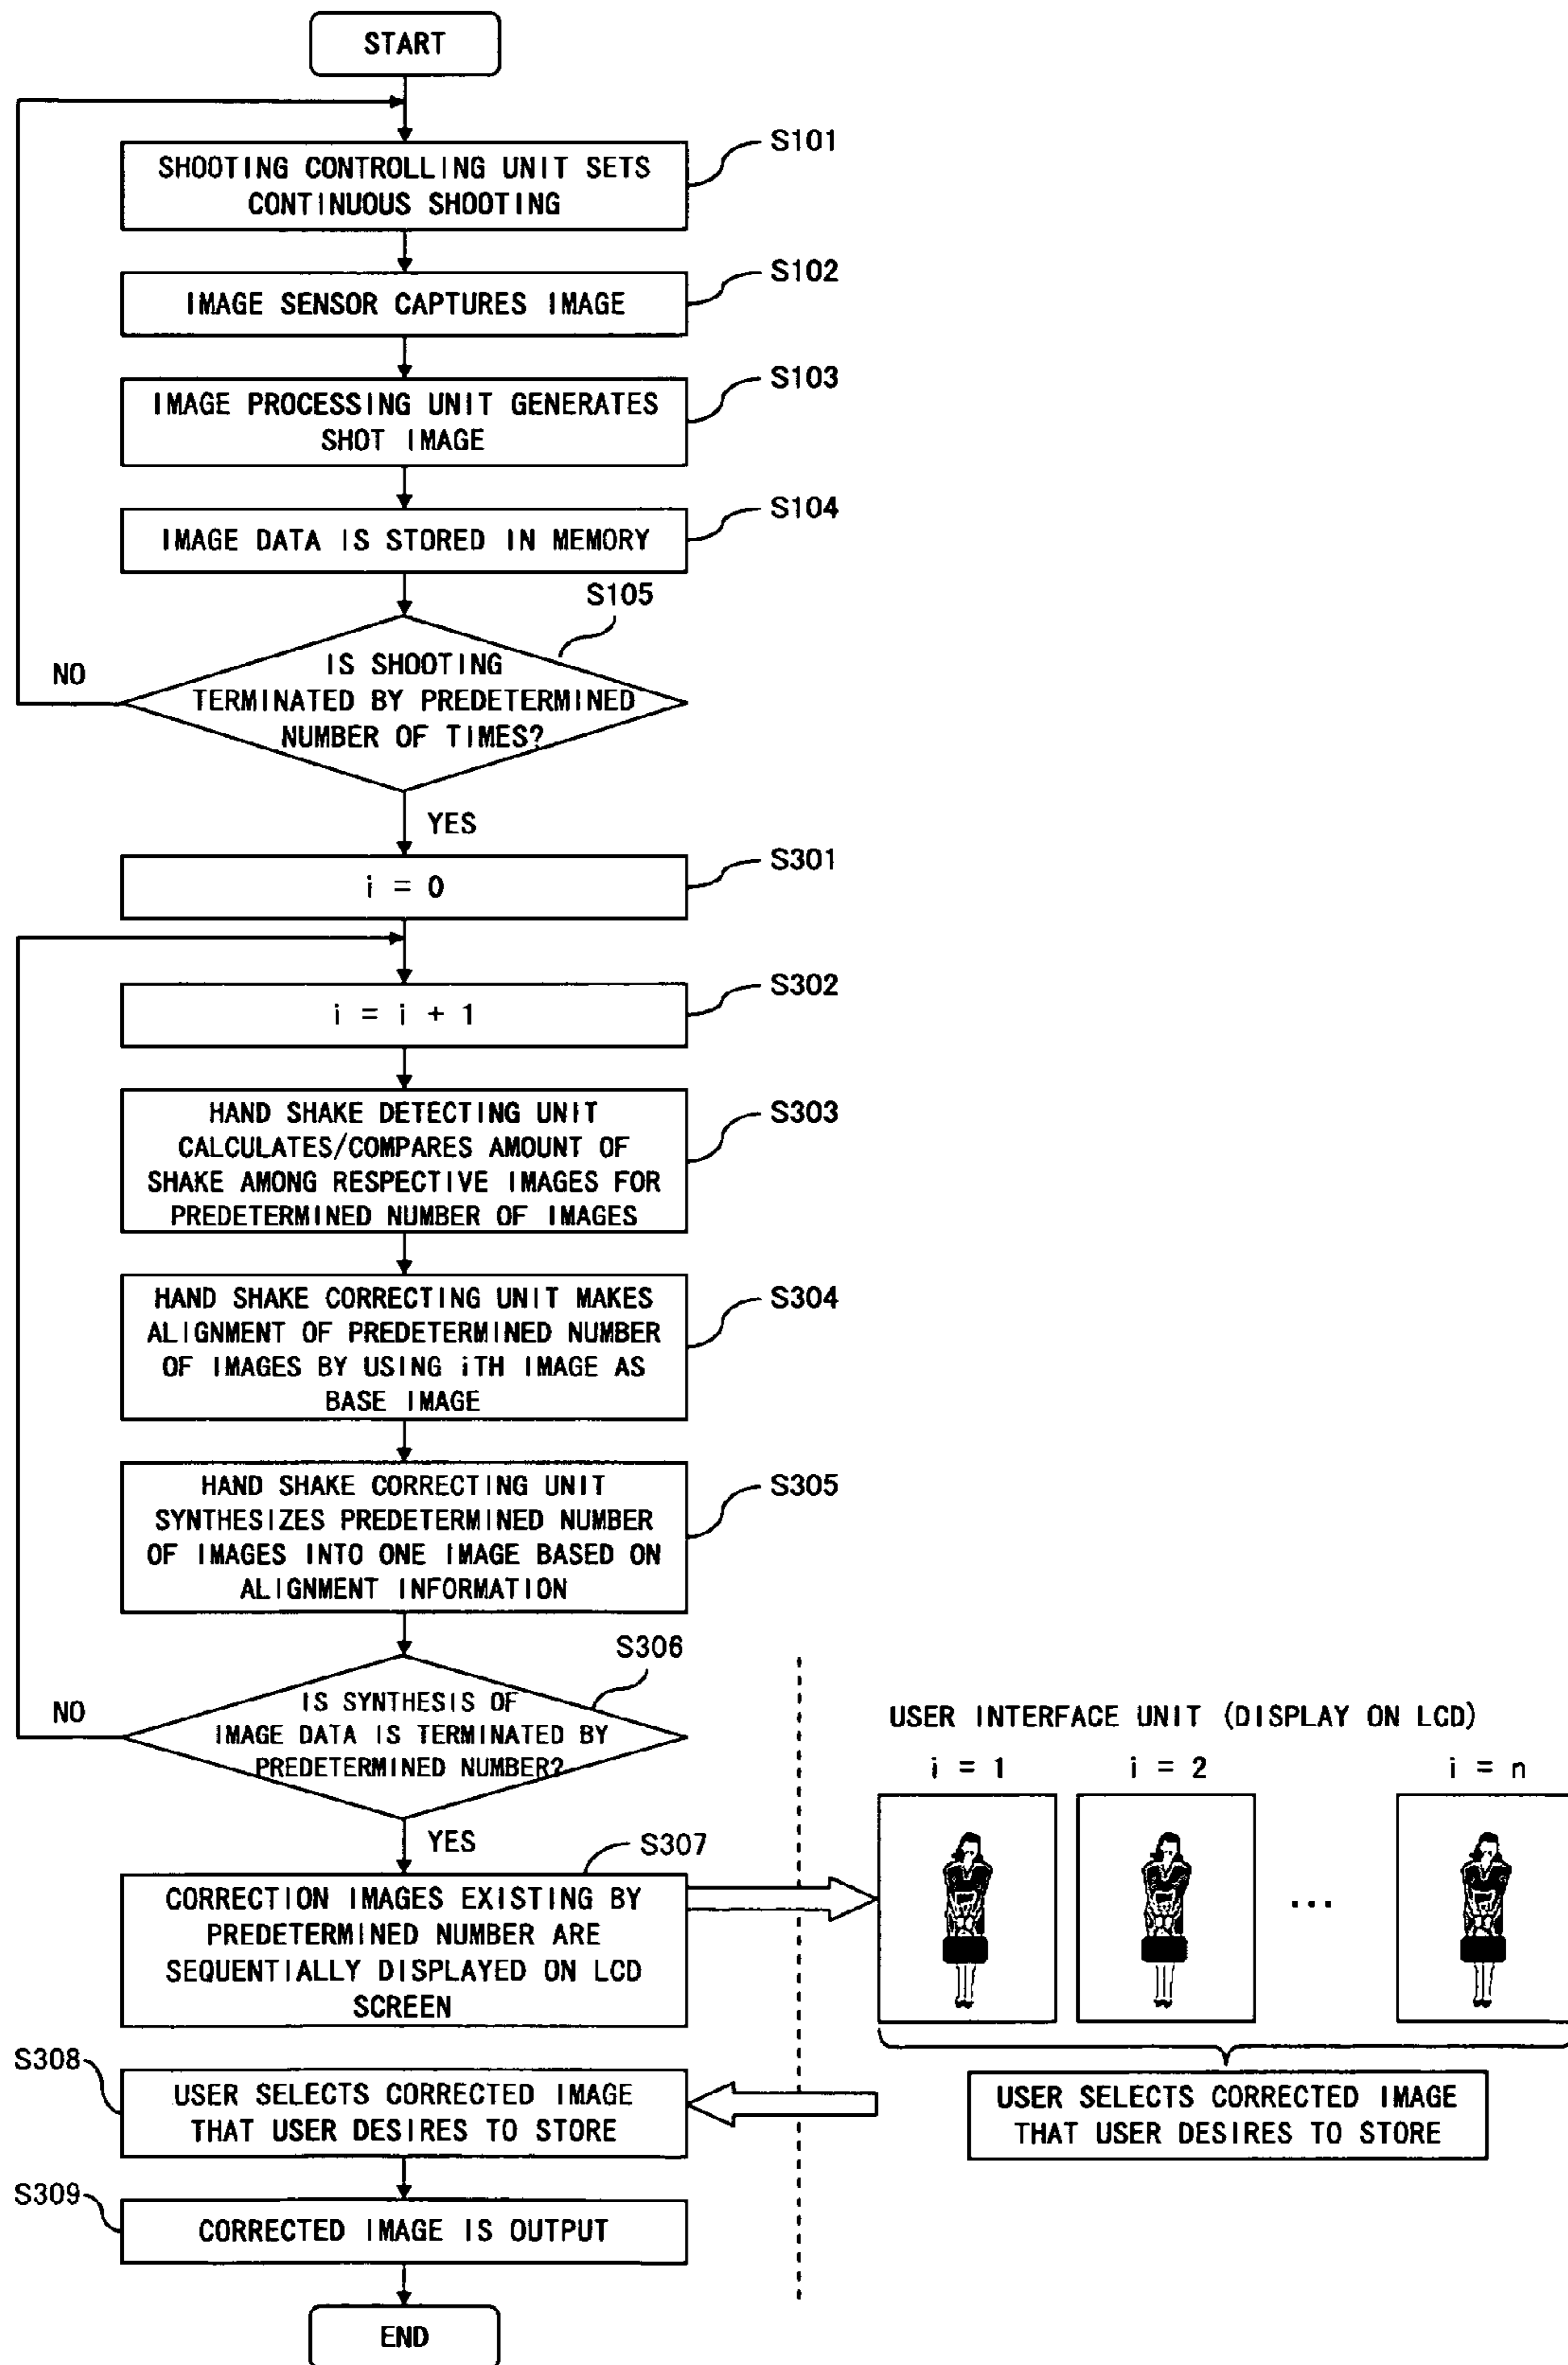 START
S101
SHOOTING CONTROLLING UNIT SETS
CONTINUOUS SHOOTING
S102
IMAGE SENSOR CAPTURES IMAGE
S103
IMAGE PROCESSING UNIT GENERATES
SHOT IMAGE
S104
IMAGE DATA IS STORED IN MEMORY
S105
IS SHOOTING
TERMINATED BY PREDETERMINED
NUMBER OF TIMES?
NO
YES
S301
i = 0
S302
i = i + 1
S303
HAND SHAKE DETECTING UNIT
CALCULATES/COMPARES AMOUNT OF
SHAKE AMONG RESPECTIVE IMAGES FOR
PREDETERMINED NUMBER OF IMAGES
S304
HAND SHAKE CORRECTING UNIT MAKES
ALIGNMENT OF PREDETERMINED NUMBER
OF IMAGES BY USING iTH IMAGE AS
BASE IMAGE
S305
HAND SHAKE CORRECTING UNIT
SYNTHESIZES PREDETERMINED NUMBER
OF IMAGES INTO ONE IMAGE BASED ON
ALIGNMENT INFORMATION
S306
IS SYNTHESIS OF
IMAGE DATA IS TERMINATED BY
PREDETERMINED NUMBER?
NO
YES
S307
CORRECTION IMAGES EXISTING BY
PREDETERMINED NUMBER ARE
SEQUENTIALLY DISPLAYED ON LCD
SCREEN
USER INTERFACE UNIT (DISPLAY ON LCD)
i = 1
i = 2
i = n
...
USER SELECTS CORRECTED IMAGE
THAT USER DESIRES TO STORE
S308
USER SELECTS CORRECTED IMAGE
THAT USER DESIRES TO STORE
S309
CORRECTED IMAGE IS OUTPUT
END